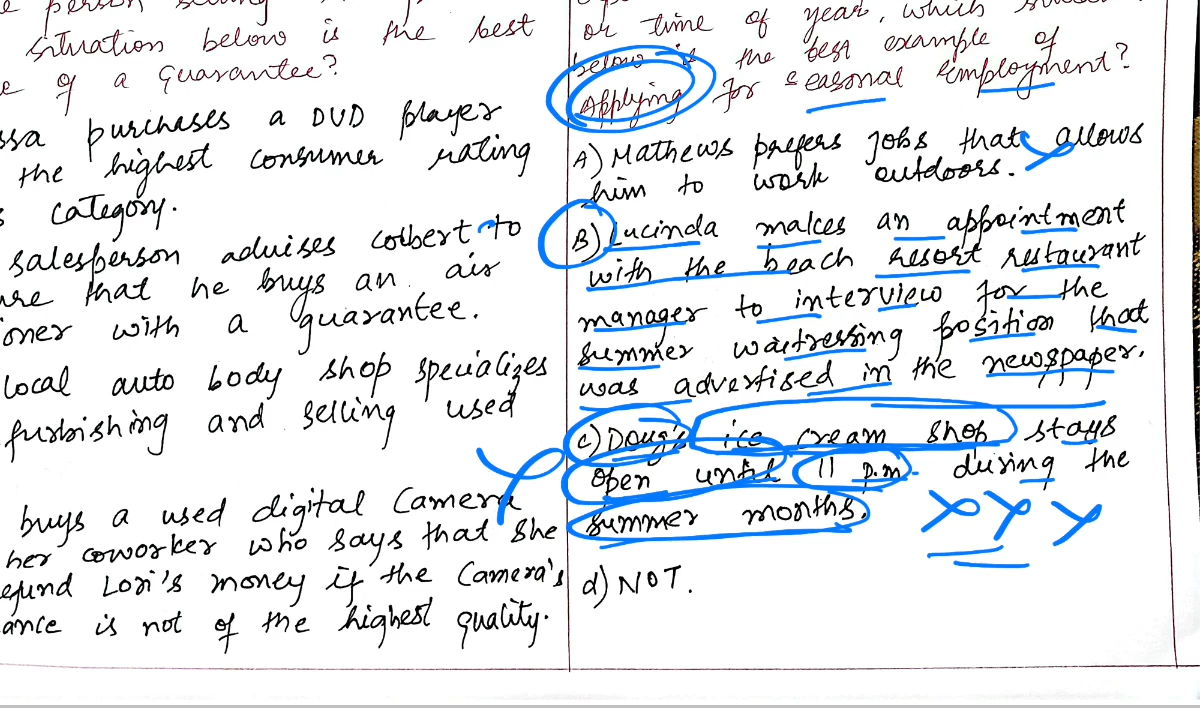 person
situation below is the best
of a guarantee?
purchases a DVD player
the highest consumer rating
category.
salesperson advises colbert to
that he buys an air
with a guarantee.
local auto body shop specializes
furbishing and selling used
buys a used digital Camera
her coworker who says that she
Lori's money if the Camera's
is not of the highest quality.
or time of year, which
below is the best example of
Applying for seasonal employment?
A) Mathews prefers jobs that allows
him to work outdoors.
B) Lucinda makes an appointment
with the beach resort restaurant
manager to interview for the
summer waitressing position that
was advertised in the newspaper.
c) Doug's ice cream shop stays
open until 11 p.m. during the
summer months.
d) NOT.